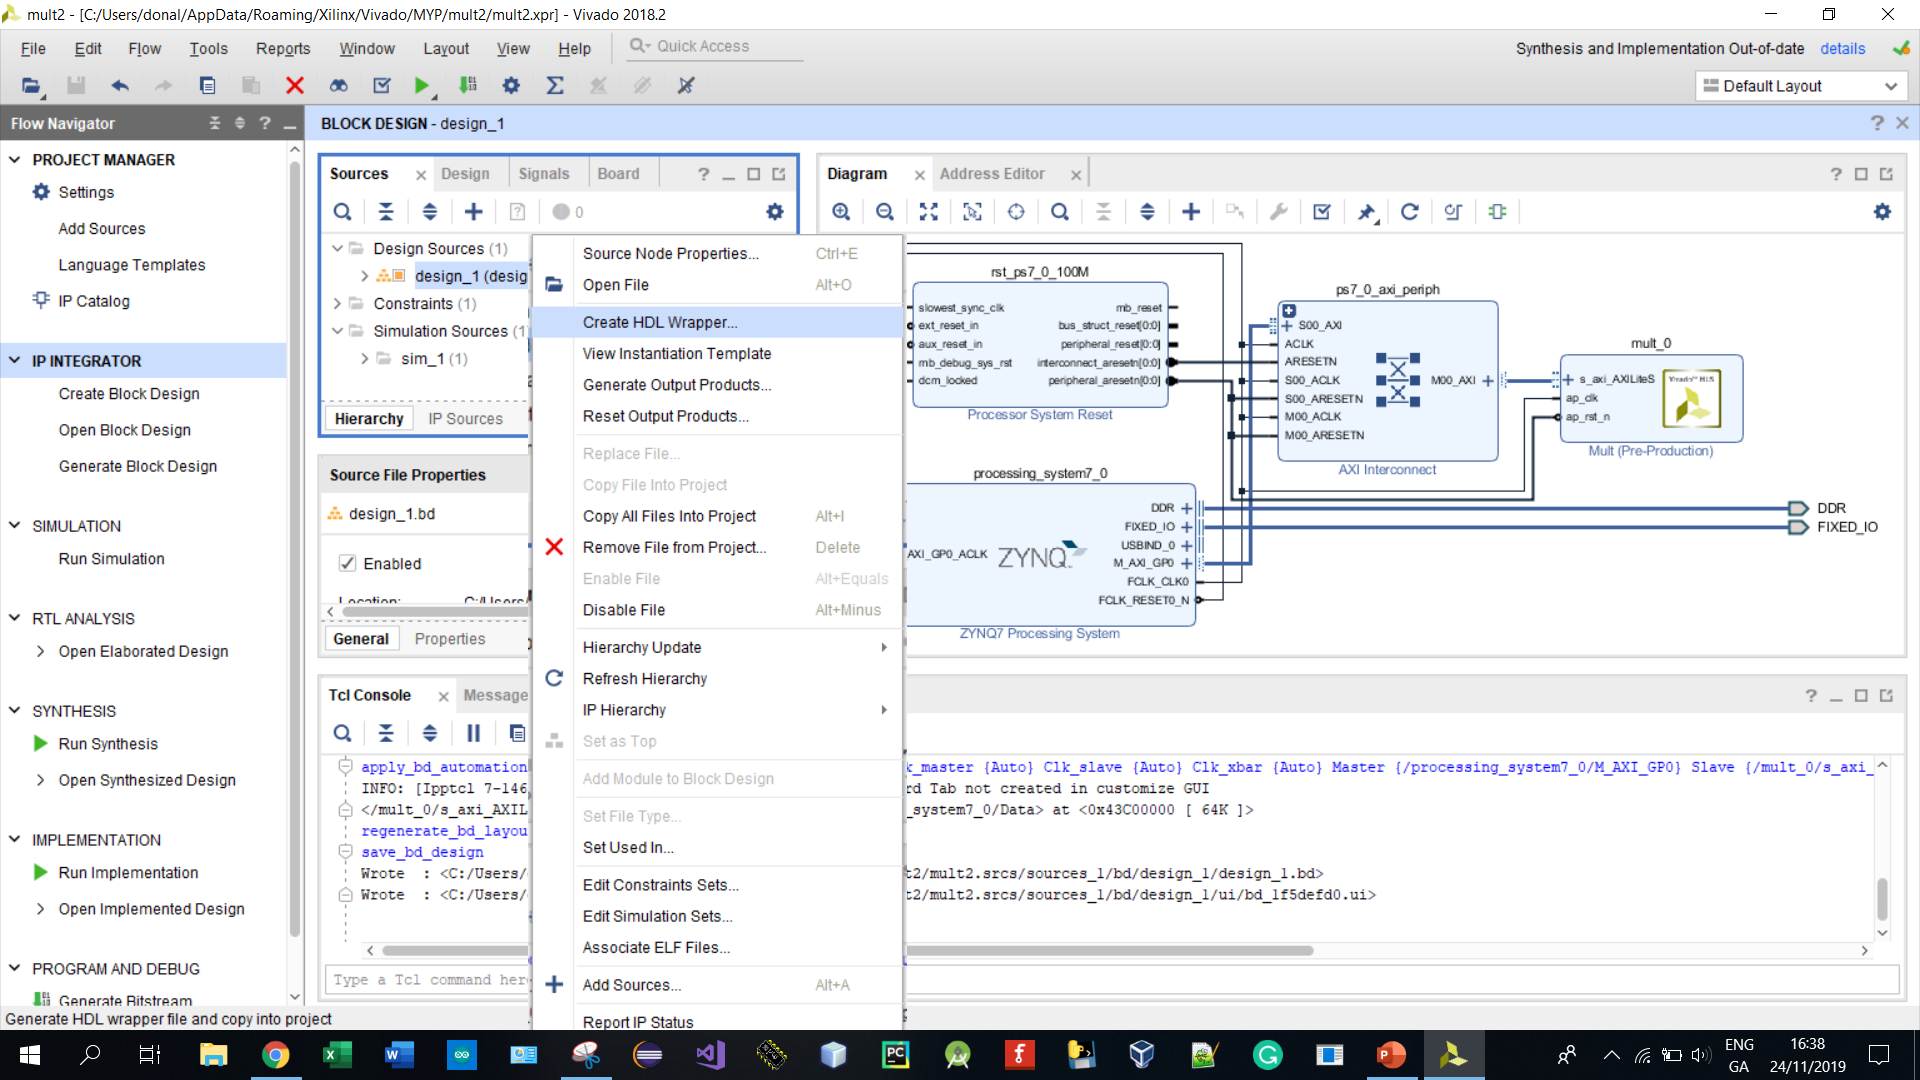 mult2 - [C:/Users/donal/AppData/Roaming/Xilinx/Vivado/MYP/mult2/mult2.xpr] - Vivado 2018.2
File Edit Flow Tools Reports Window Layout View Help Quick Access
Synthesis and Implementation Out-of-date details
Default Layout
Flow Navigator
PROJECT MANAGER
Settings
Add Sources
Language Templates
IP Catalog
IP INTEGRATOR
Create Block Design
Open Block Design
Generate Block Design
SIMULATION
Run Simulation
RTL ANALYSIS
Open Elaborated Design
SYNTHESIS
Run Synthesis
Open Synthesized Design
IMPLEMENTATION
Run Implementation
Open Implemented Design
PROGRAM AND DEBUG
Generate Bitstream
BLOCK DESIGN - design_1
Sources Design Signals Board
0
Design Sources (1)
design_1 (desig
Constraints (1)
Simulation Sources (1
sim_1 (1)
Hierarchy IP Sources
Source File Properties
design_1.bd
Enabled
Location: C:/Users
General Properties
Source Node Properties... Ctrl+E
Open File Alt+O
Create HDL Wrapper...
View Instantiation Template
Generate Output Products...
Reset Output Products...
Replace File...
Copy File Into Project
Copy All Files Into Project Alt+I
Remove File from Project... Delete
Enable File Alt+Equals
Disable File Alt+Minus
Hierarchy Update
Refresh Hierarchy
IP Hierarchy
Set as Top
Add Module to Block Design
Set File Type...
Set Used In...
Edit Constraints Sets...
Edit Simulation Sets...
Associate ELF Files...
Add Sources... Alt+A
Report IP Status
Diagram Address Editor
rst_ps7_0_100M
slowest_sync_clk
ext_reset_in
aux_reset_in
mb_debug_sys_rst
dcm_locked
mb_reset
bus_struct_reset[0:0]
peripheral_reset[0:0]
interconnect_aresetn[0:0]
peripheral_aresetn[0:0]
Processor System Reset
ps7_0_axi_periph
S00_AXI
ACLK
ARESETN
S00_ACLK
S00_ARESETN
M00_ACLK
M00_ARESETN
M00_AXI
AXI Interconnect
mult_0
s_axi_AXILiteS
ap_clk
ap_rst_n
Vivado™ HLS
Mult (Pre-Production)
processing_system7_0
AXI_GP0_ACLK
ZYNQ
DDR
FIXED_IO
USBIND_0
M_AXI_GP0
FCLK_CLK0
FCLK_RESET0_N
ZYNQ7 Processing System
DDR
FIXED_IO
Tcl Console Message
apply_bd_automation k_master {Auto} Clk_slave {Auto} Clk_xbar {Auto} Master {/processing_system7_0/M_AXI_GP0} Slave {/mult_0/s_axi_
INFO: [Ipptcl 7-146 rd Tab not created in customize GUI
</mult_0/s_axi_AXIL _system7_0/Data> at <0x43C00000 [ 64K ]>
regenerate_bd_layou
save_bd_design
Wrote : <C:/Users/ t2/mult2.srcs/sources_1/bd/design_1/design_1.bd>
Wrote : <C:/Users/ t2/mult2.srcs/sources_1/bd/design_1/ui/bd_1f5defd0.ui>
Type a Tcl command her
Generate HDL wrapper file and copy into project
ENG
GA
16:38
24/11/2019